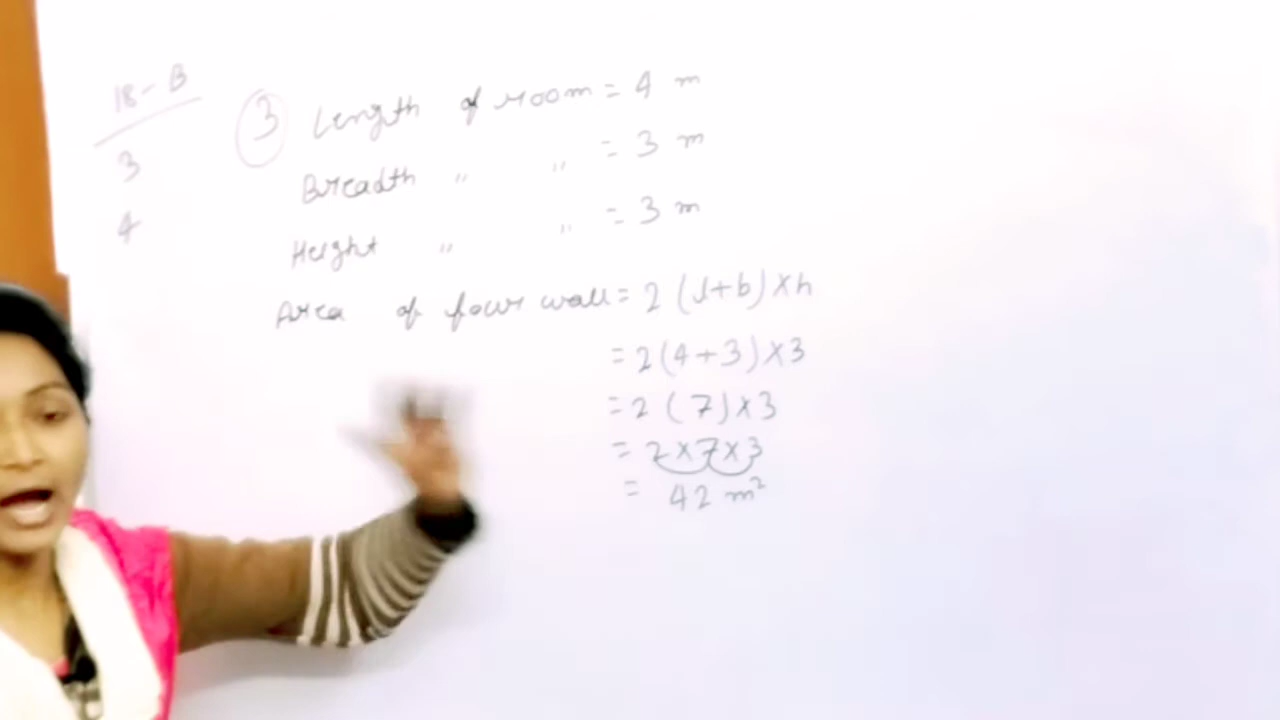 18-B
3
4
③ Length of room = 4 m
Breadth " " = 3 m
Height " " = 3 m
Area of four wall = 2 (l+b) × h
= 2 (4 + 3) × 3
= 2 (7) × 3
= 2 × 7 × 3
= 42 m²